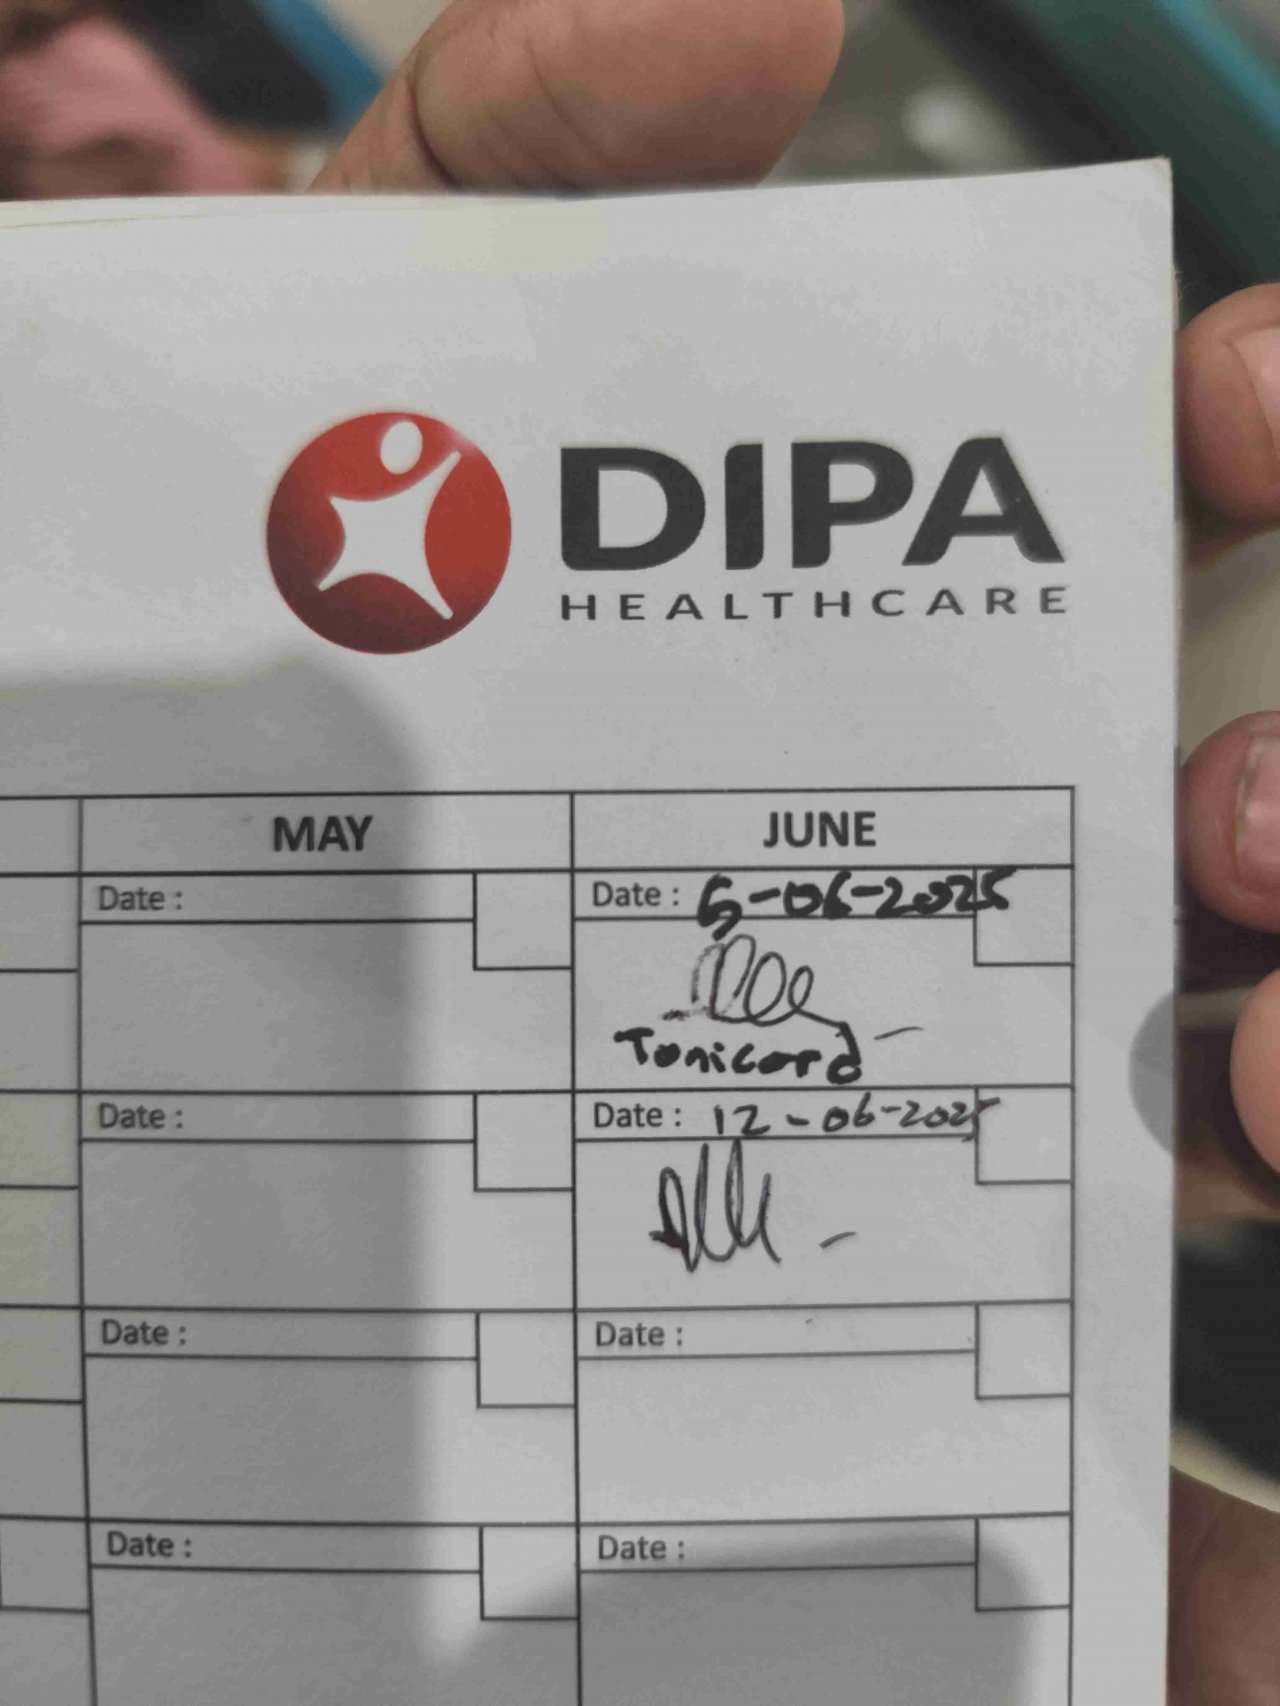 DIPA
HEALTHCARE
MAY
JUNE
Date :
Date : 5-06-2025
Tonicard
Date :
Date : 12-06-2025
Date :
Date :
Date :
Date :